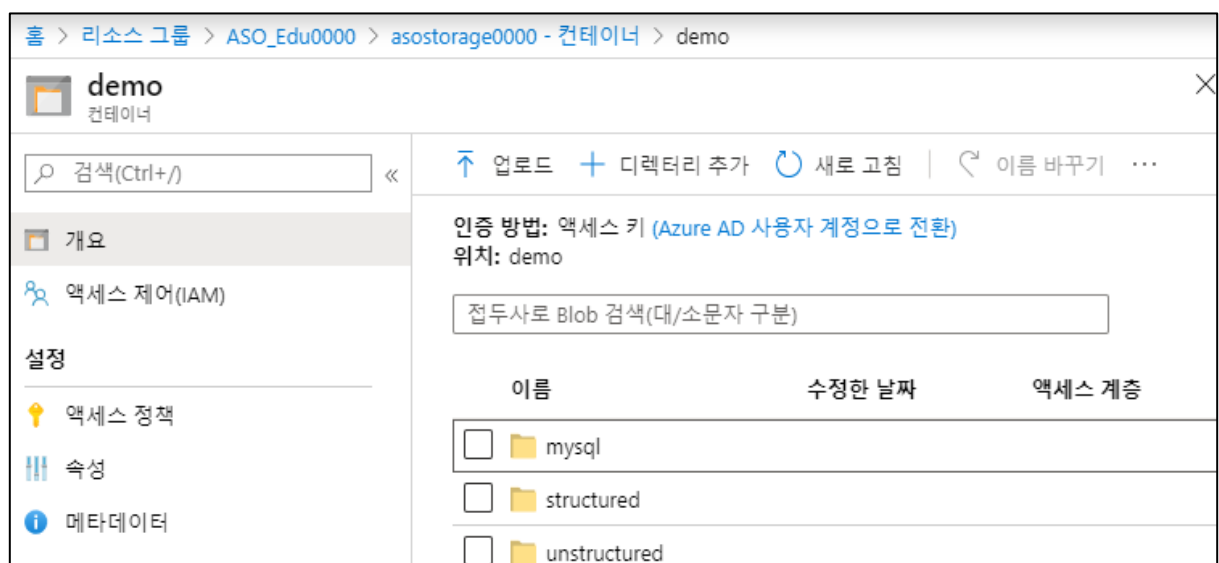 홈 > 리소스 그룹 > ASO_Edu0000 > asostorage0000 - 컨테이너 > demo
demo
컨테이너
검색(Ctrl+/)
«
개요
액세스 제어(IAM)
설정
액세스 정책
속성
메타데이터
업로드 디렉터리 추가 새로 고침 이름 바꾸기 ···
인증 방법: 액세스 키 (Azure AD 사용자 계정으로 전환)
위치: demo
접두사로 Blob 검색(대/소문자 구분)
이름 수정한 날짜 액세스 계층
mysql
structured
unstructured